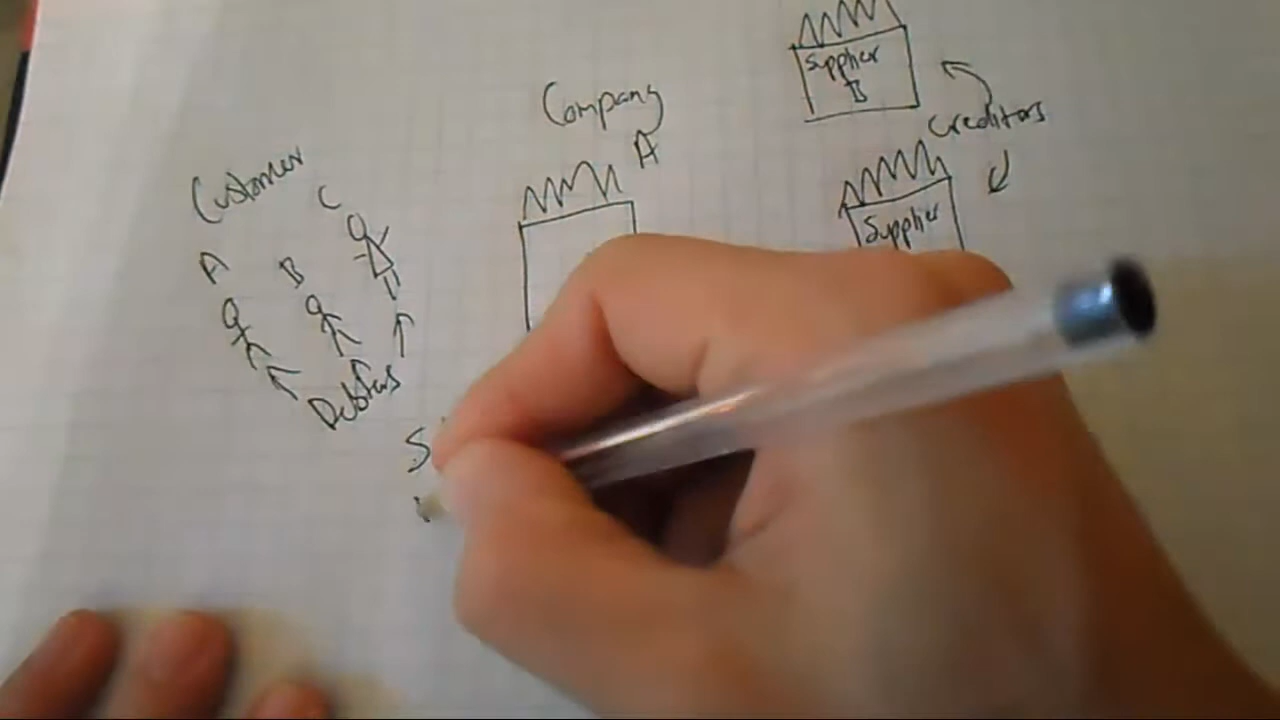 Supplier
B
Company
A
Creditors
Customer
C
A
B
Supplier
Debtors
S